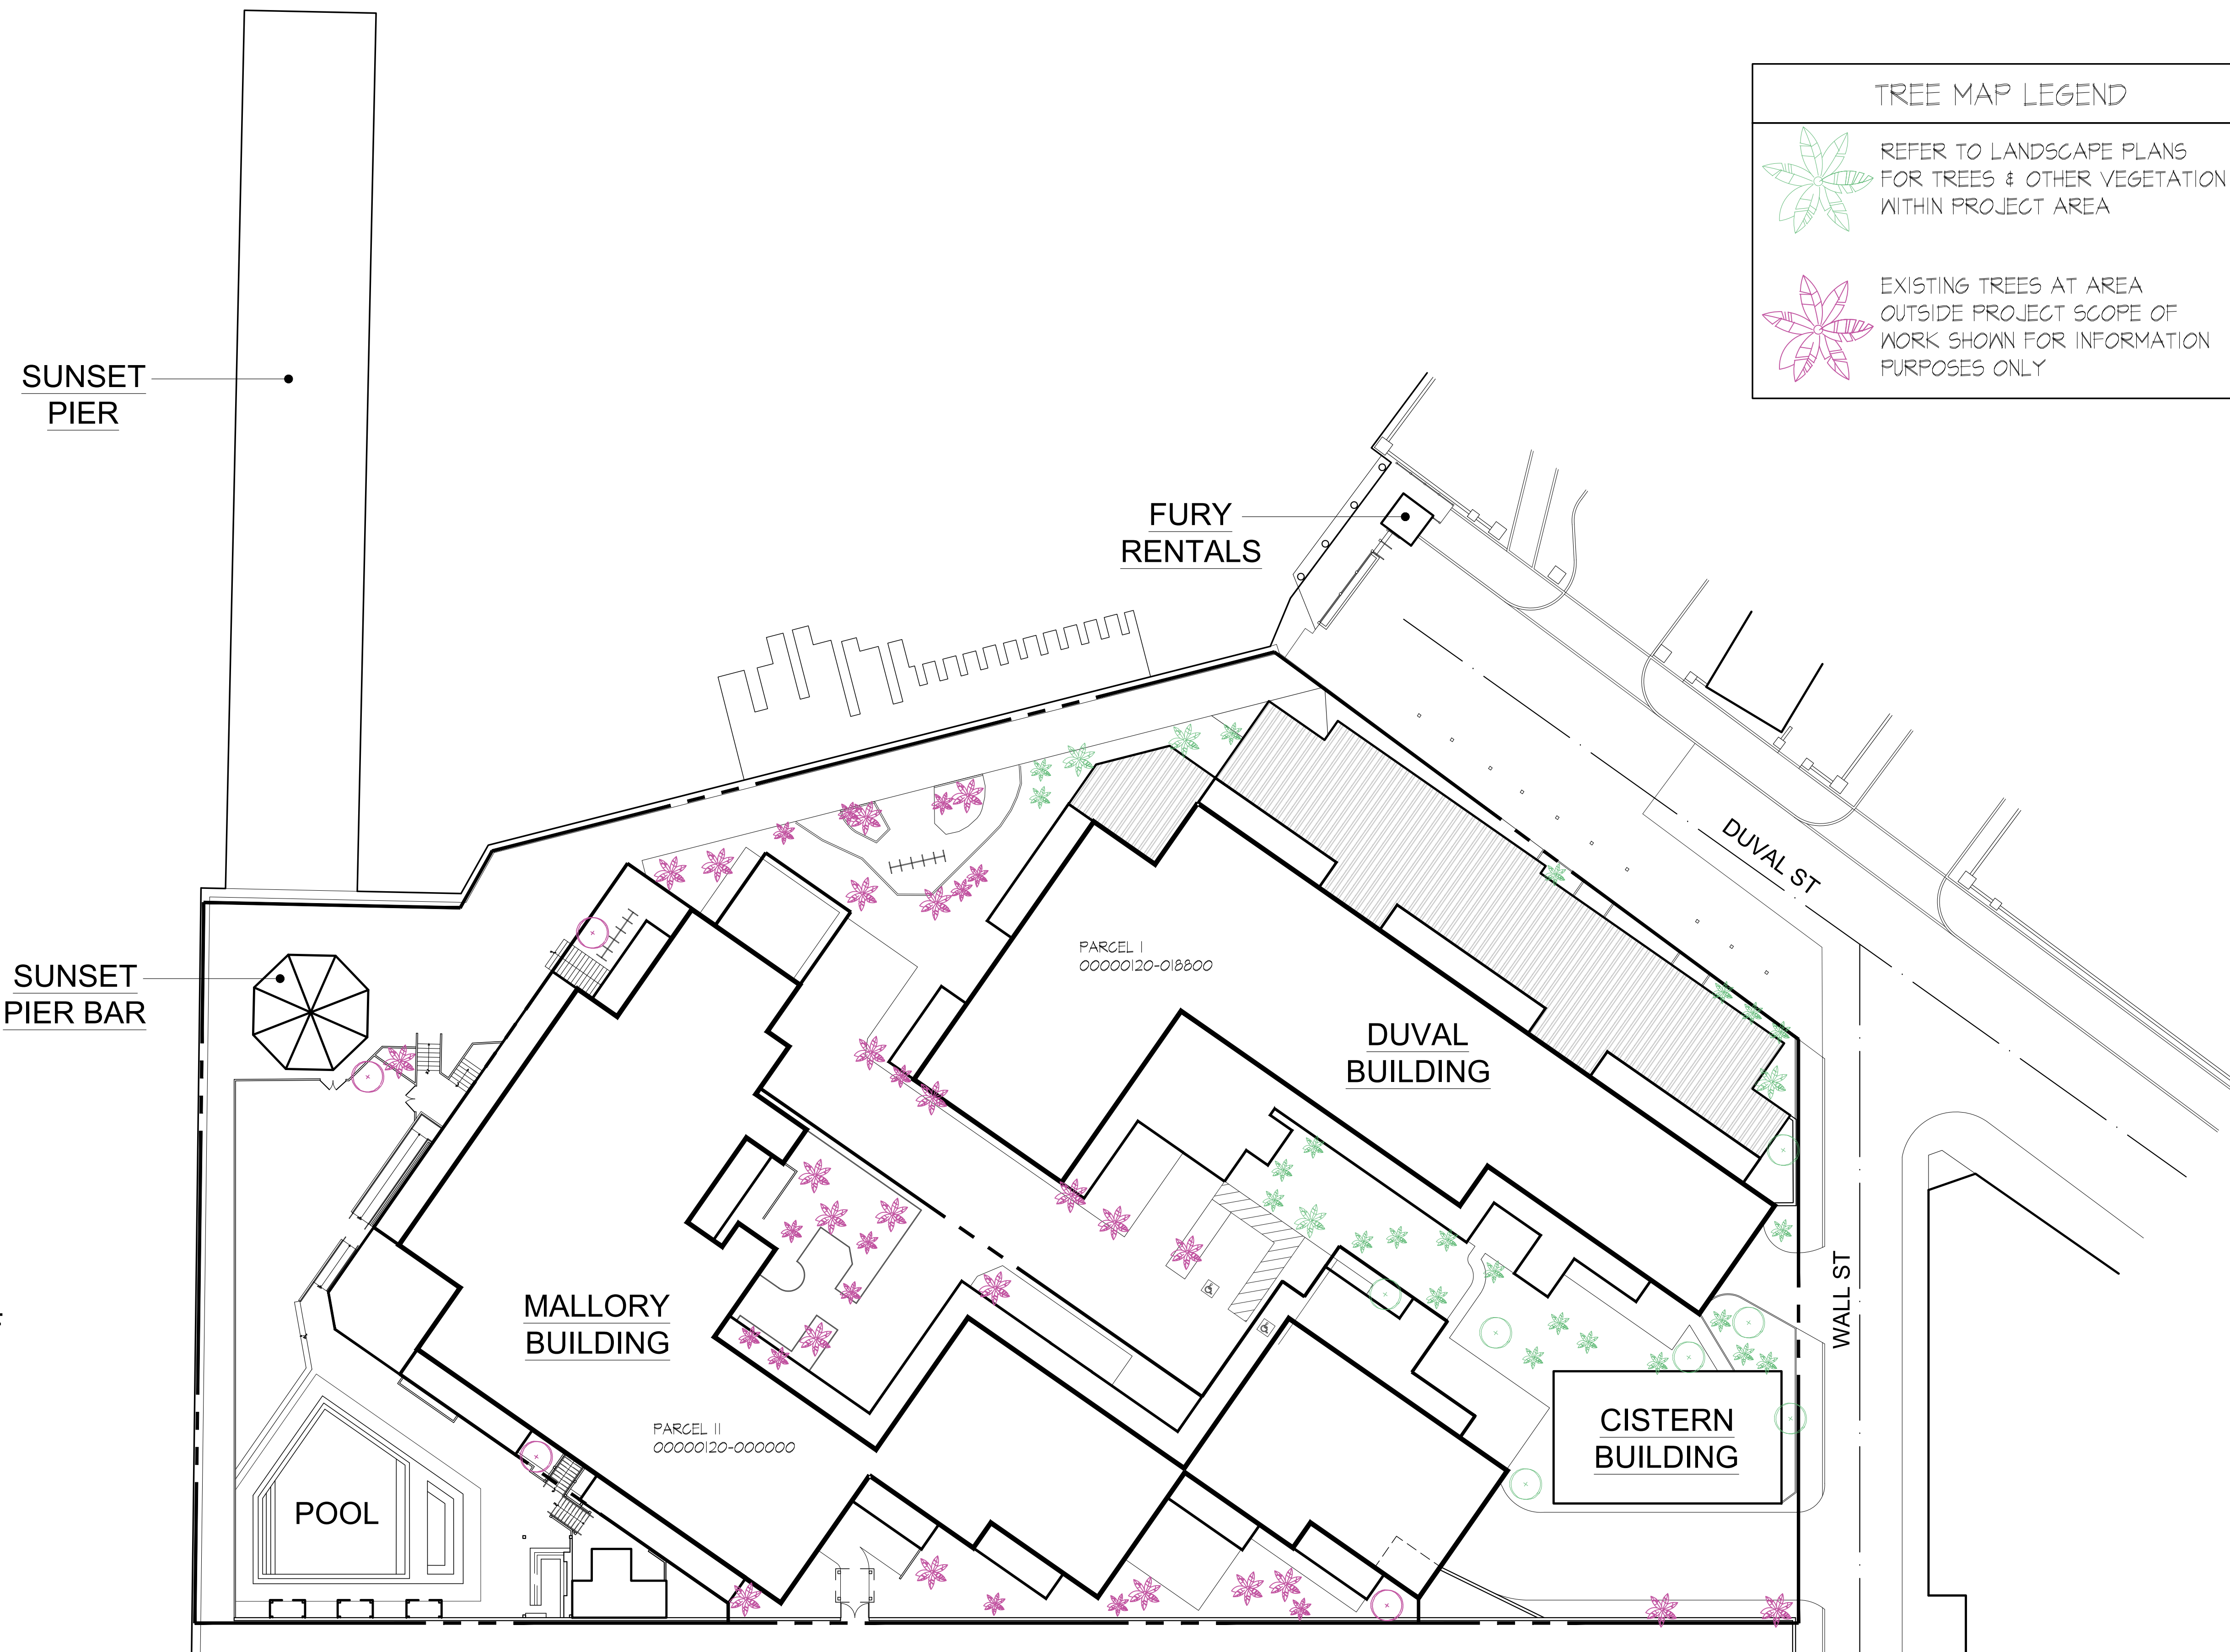 TREE MAP LEGEND
REFER TO LANDSCAPE PLANS
FOR TREES & OTHER VEGETATION
WITHIN PROJECT AREA
EXISTING TREES AT AREA
OUTSIDE PROJECT SCOPE OF
WORK SHOWN FOR INFORMATION
PURPOSES ONLY
SUNSET
PIER
FURY
RENTALS
DUVAL ST
PARCEL I
00000120-018800
SUNSET
PIER BAR
DUVAL
BUILDING
WALL ST
MALLORY
BUILDING
PARCEL II
00000120-000000
CISTERN
BUILDING
POOL